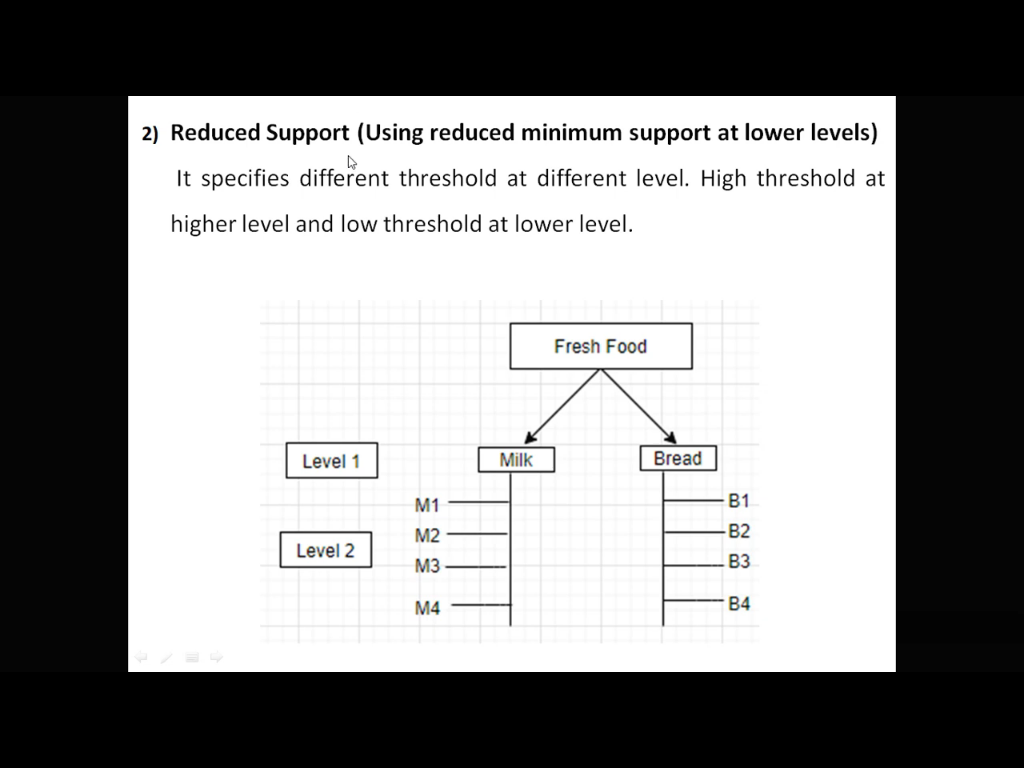 2) Reduced Support (Using reduced minimum support at lower levels)
It specifies different threshold at different level. High threshold at
higher level and low threshold at lower level.
Fresh Food
Level 1
Milk
Bread
M1
B1
M2
B2
Level 2
M3
B3
M4
B4